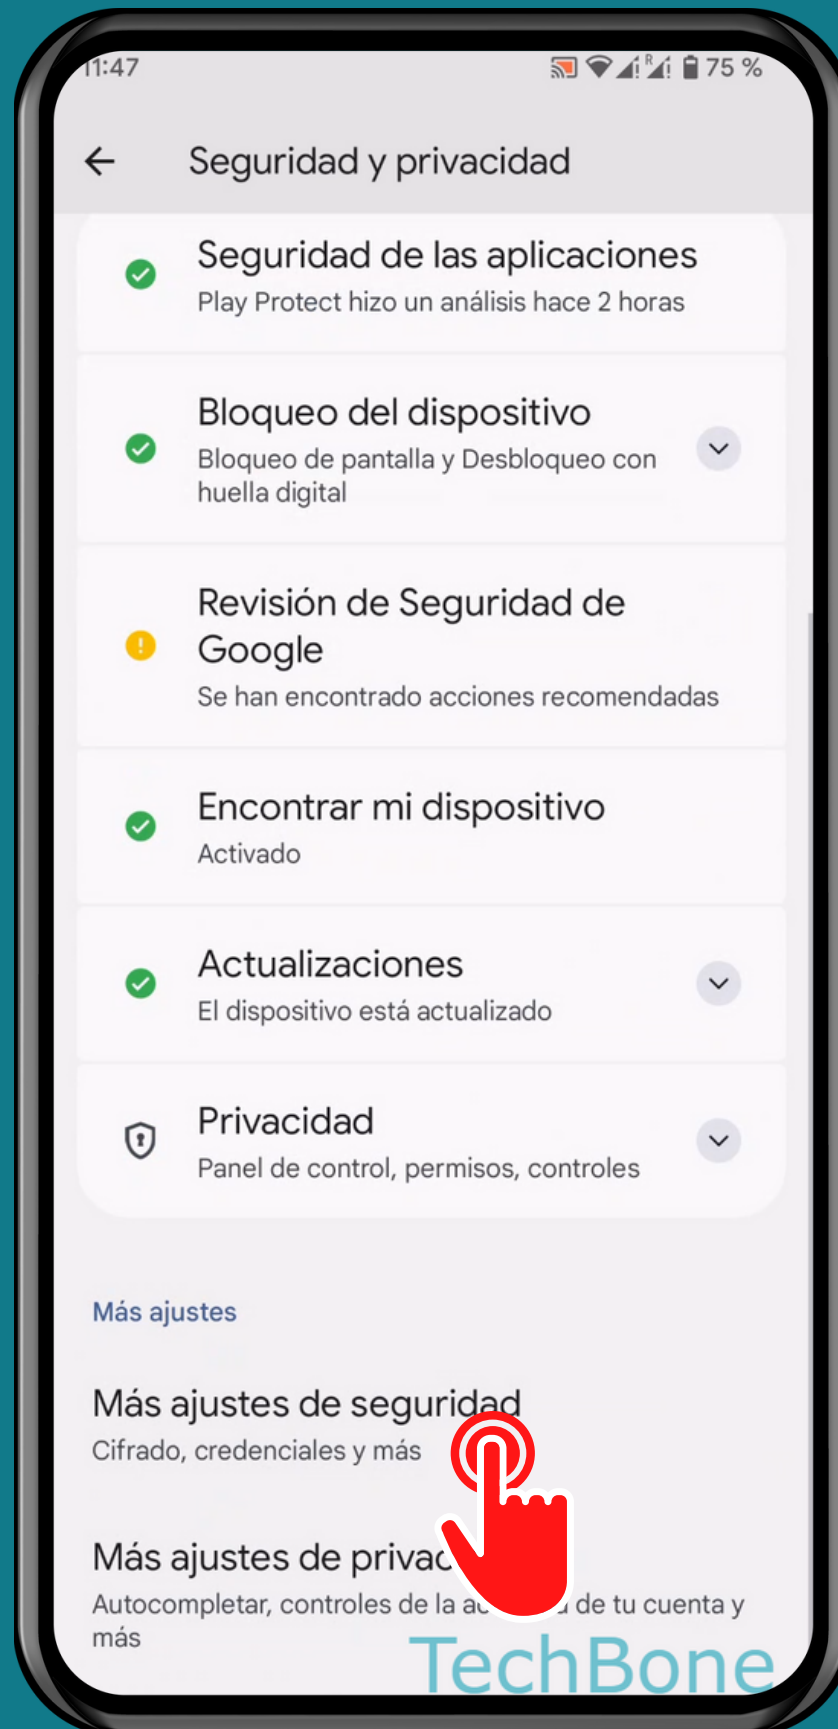 11:47
R
75 %
Seguridad y privacidad
Seguridad de las aplicaciones
Play Protect hizo un análisis hace 2 horas
Bloqueo del dispositivo
Bloqueo de pantalla y Desbloqueo con
huella digital
Revisión de Seguridad de
Google
Se han encontrado acciones recomendadas
Encontrar mi dispositivo
Activado
Actualizaciones
El dispositivo está actualizado
Privacidad
Panel de control, permisos, controles
Más ajustes
Más ajustes de seguridad
Cifrado, credenciales y más
Más ajustes de
Autocompletar, controles de la de tu cuenta y
más
TechBone